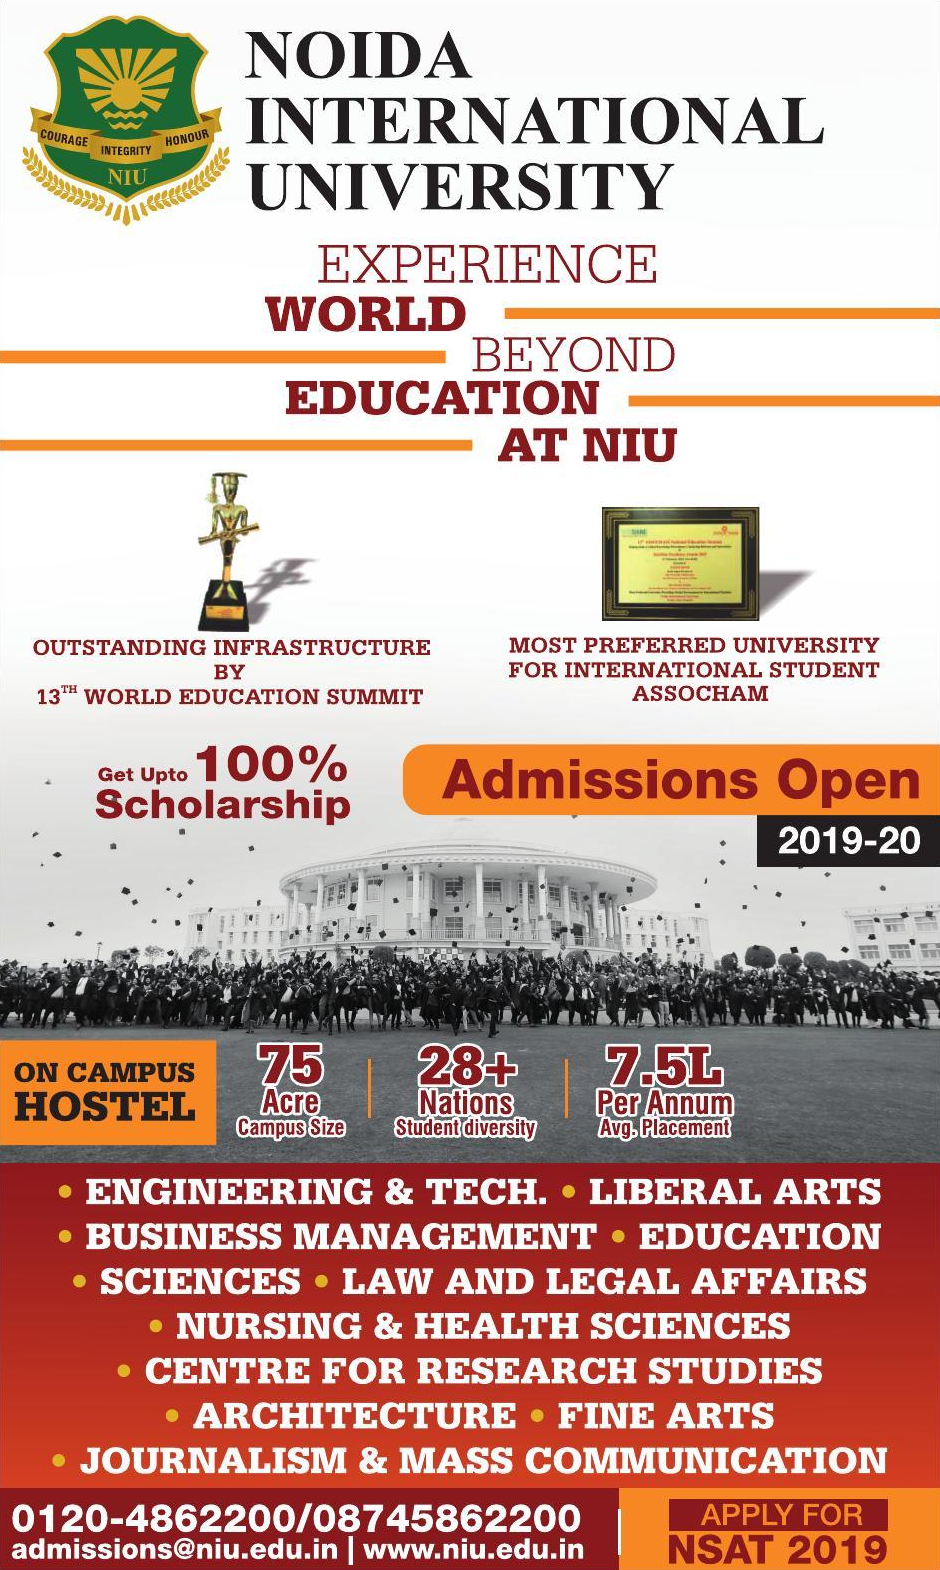 COURAGE
INTEGRITY
HONOUR
NIU
NOIDA
INTERNATIONAL
UNIVERSITY
EXPERIENCE
WORLD
BEYOND
EDUCATION
AT NIU
OUTSTANDING INFRASTRUCTURE
BY
13TH WORLD EDUCATION SUMMIT
MOST PREFERRED UNIVERSITY
FOR INTERNATIONAL STUDENT
ASSOCHAM
Get Upto 100%
Scholarship
Admissions Open
2019-20
ON CAMPUS
HOSTEL
75
Acre
Campus Size
28+
Nations
Student diversity
7.5L
Per Annum
Avg. Placement
• ENGINEERING & TECH. • LIBERAL ARTS
• BUSINESS MANAGEMENT • EDUCATION
• SCIENCES • LAW AND LEGAL AFFAIRS
• NURSING & HEALTH SCIENCES
• CENTRE FOR RESEARCH STUDIES
• ARCHITECTURE • FINE ARTS
• JOURNALISM & MASS COMMUNICATION
0120-4862200/08745862200
admissions@niu.edu.in | www.niu.edu.in
APPLY FOR
NSAT 2019